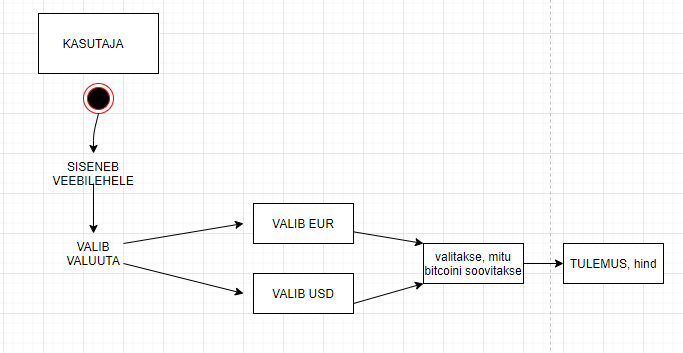 KASUTAJA
SISENEB
VEEBILEHELE
VALIB
VALUUTA
VALIB EUR
VALIB USD
valitakse, mitu
bitcoini soovitakse
TULEMUS, hind